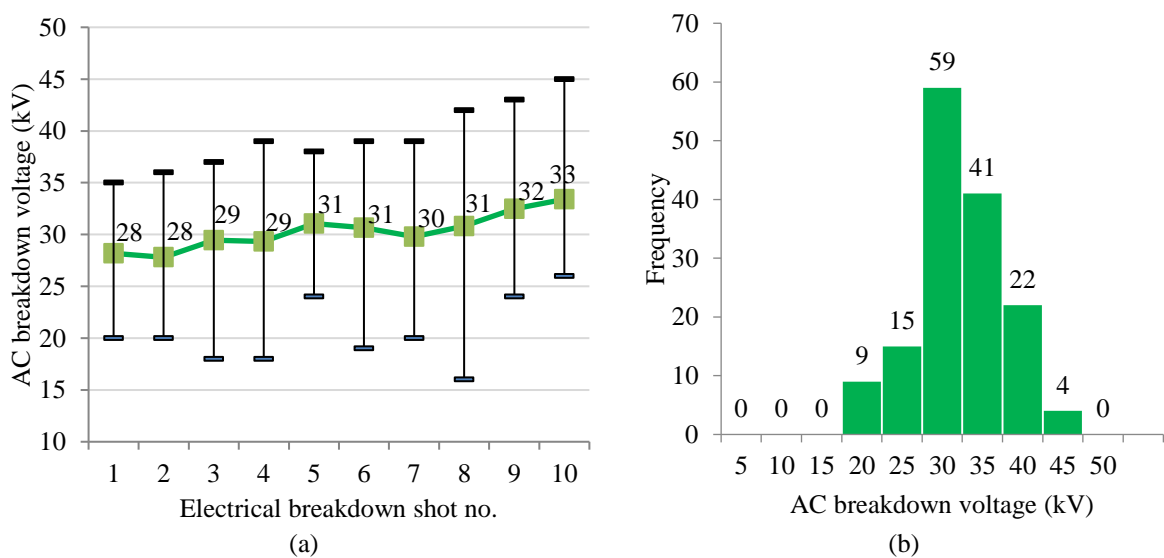 50
45
40
35
30
25
20
15
10
AC breakdown voltage (kV)
28 28 29 29 31 31 30 31 32 33
1 2 3 4 5 6 7 8 9 10
Electrical breakdown shot no.
(a)
70
60
50
40
30
20
10
0
Frequency
0 0 0 9 15 59 41 22 4 0
5 10 15 20 25 30 35 40 45 50
AC breakdown voltage (kV)
(b)